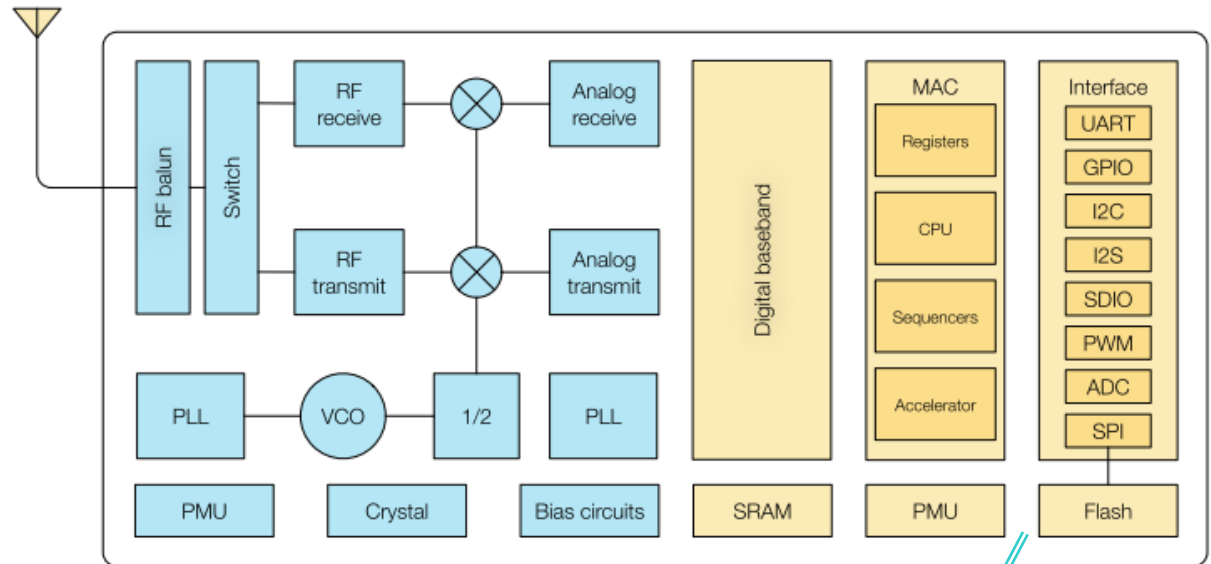 RF balun
Switch
RF
receive
Analog
receive
RF
transmit
Analog
transmit
PLL
VCO
1/2
PLL
PMU
Crystal
Bias circuits
Digital baseband
SRAM
MAC
Registers
CPU
Sequencers
Accelerator
PMU
Interface
UART
GPIO
I2C
I2S
SDIO
PWM
ADC
SPI
Flash